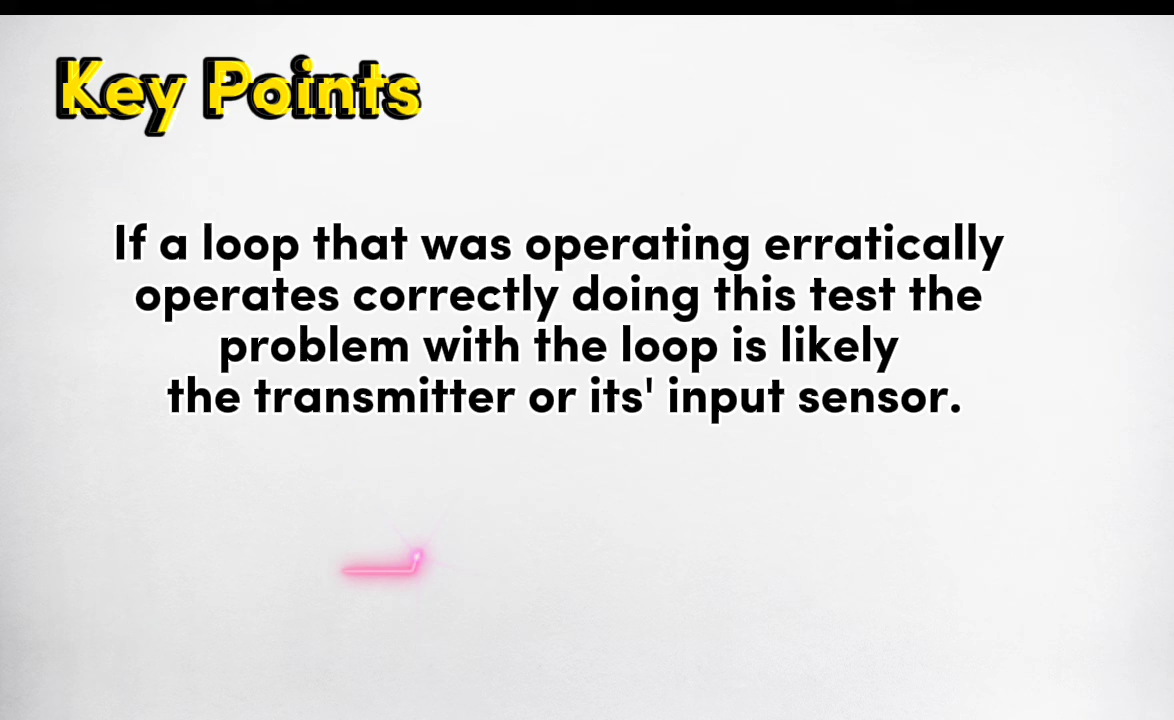 Key Points
If a loop that was operating erratically
operates correctly doing this test the
problem with the loop is likely
the transmitter or its' input sensor.